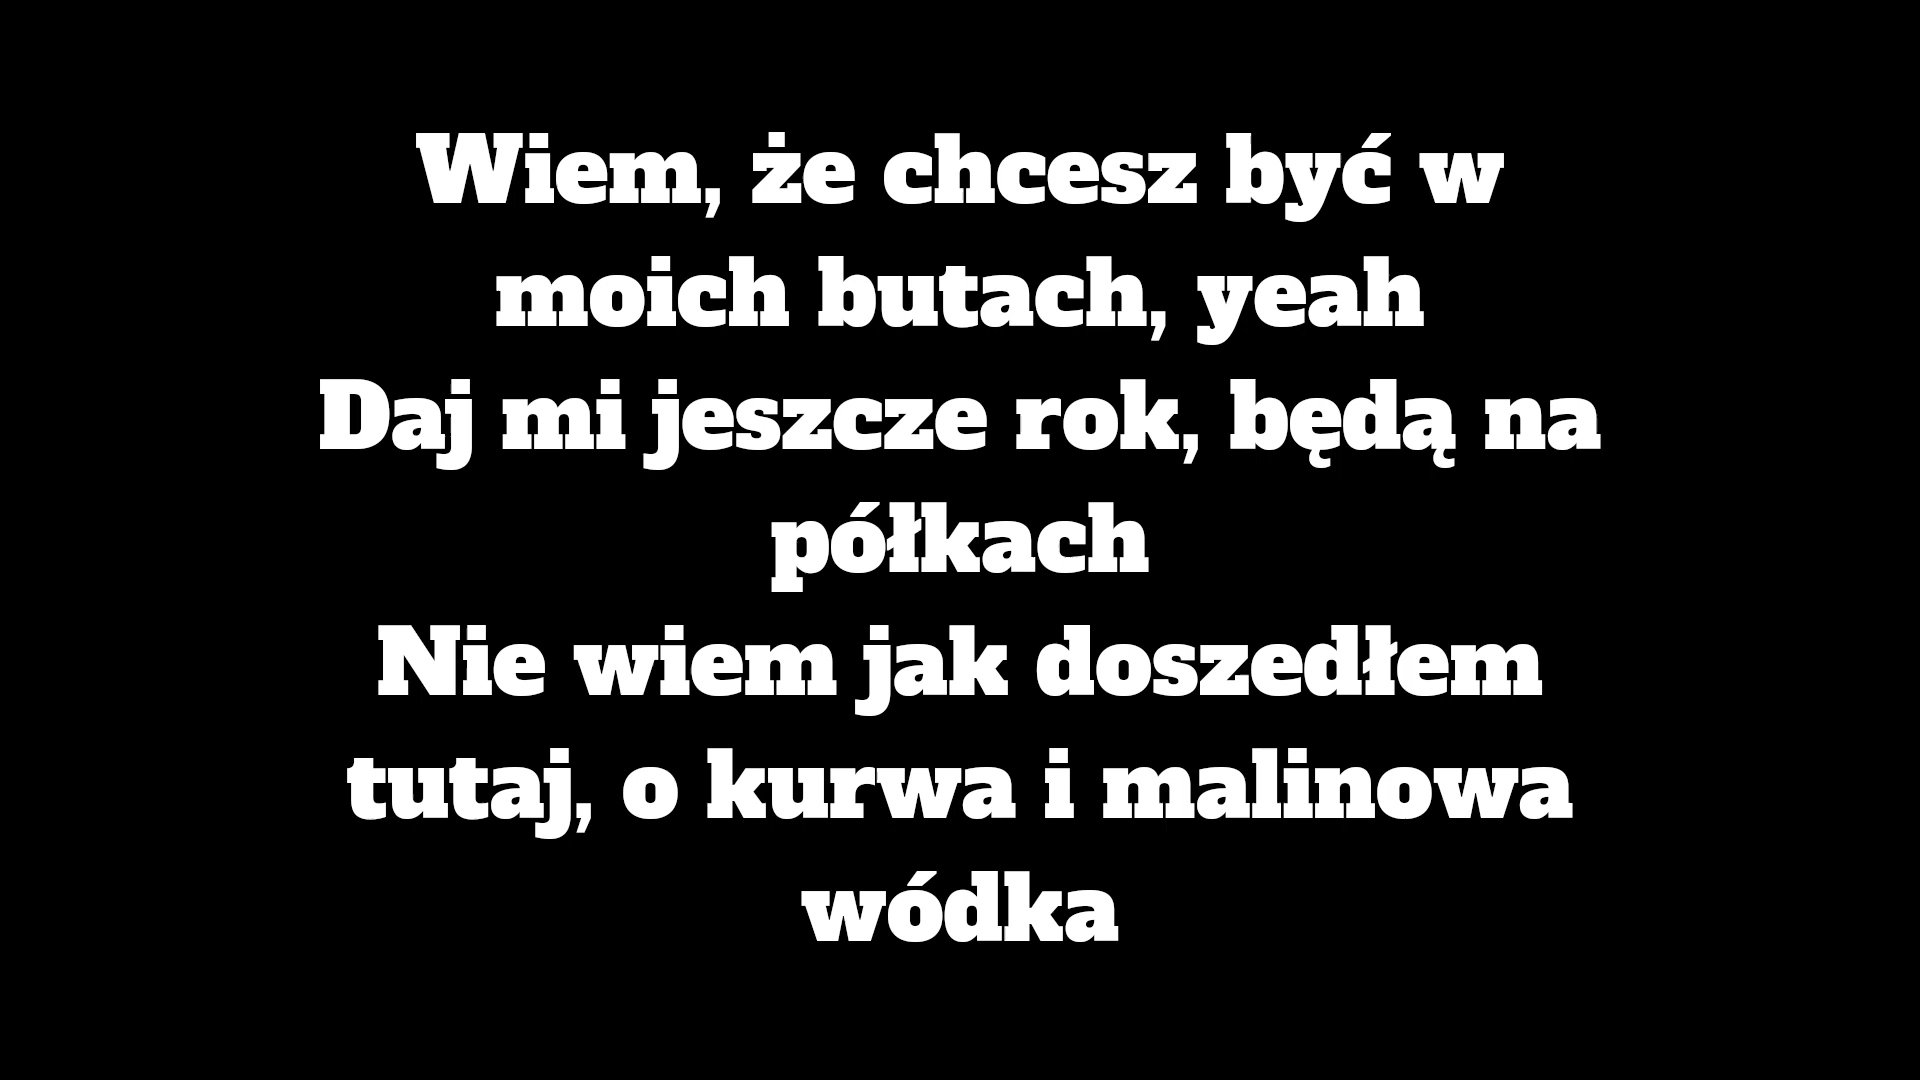 Wiem, że chcesz być w
moich butach, yeah
Daj mi jeszcze rok, będą na
półkach
Nie wiem jak doszedłem
tutaj, o kurwa i malinowa
wódka